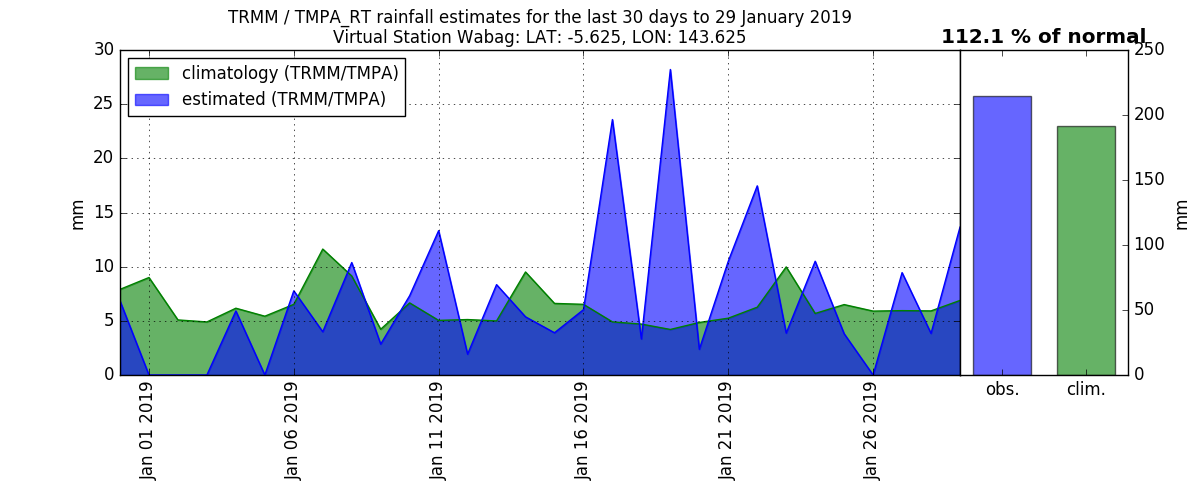 TRMM / TMPA_RT rainfall estimates for the last 30 days to 29 January 2019
Virtual Station Wabag: LAT: -5.625, LON: 143.625
112.1 % of normal
climatology (TRMM/TMPA)
estimated (TRMM/TMPA)
30
25
20
15
10
5
0
mm
Jan 01 2019
Jan 06 2019
Jan 11 2019
Jan 16 2019
Jan 21 2019
Jan 26 2019
obs.
clim.
250
200
150
100
50
0
mm